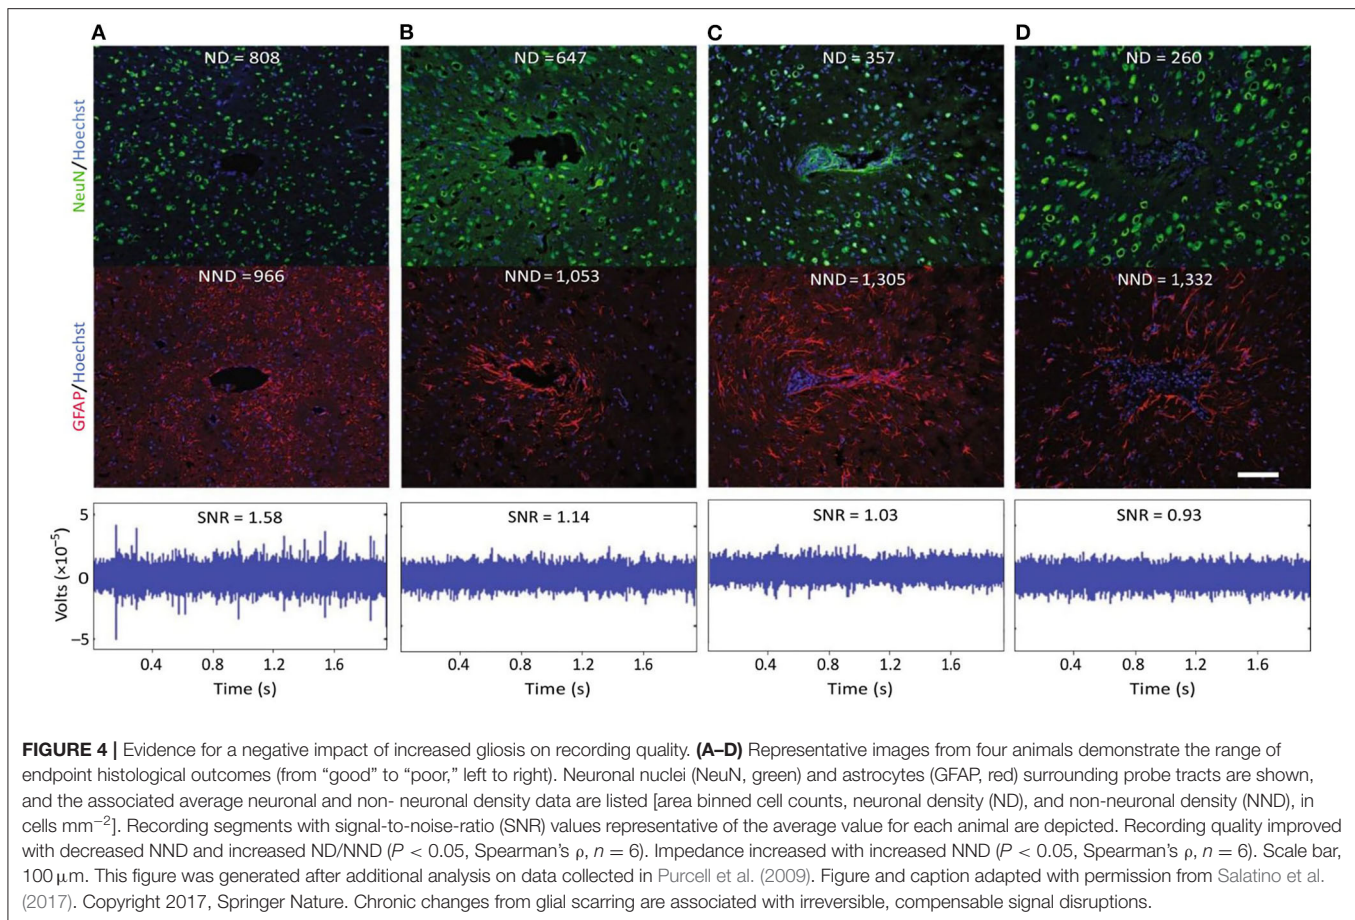 A B C D
ND = 808 ND =647 ND =357 ND = 260
NeuN/Hoechst
NND =966 NND =1,053 NND =1,305 NND =1,332
GFAP/Hoechst
SNR = 1.58 SNR = 1.14 SNR = 1.03 SNR = 0.93
Volts (×10⁻⁵)
5
0
−5
0.4 0.8 1.2 1.6 0.4 0.8 1.2 1.6 0.4 0.8 1.2 1.6 0.4 0.8 1.2 1.6
Time (s) Time (s) Time (s) Time (s)
FIGURE 4 | Evidence for a negative impact of increased gliosis on recording quality. (A–D) Representative images from four animals demonstrate the range of
endpoint histological outcomes (from “good” to “poor,” left to right). Neuronal nuclei (NeuN, green) and astrocytes (GFAP, red) surrounding probe tracts are shown,
and the associated average neuronal and non- neuronal density data are listed [area binned cell counts, neuronal density (ND), and non-neuronal density (NND), in
cells mm⁻²]. Recording segments with signal-to-noise-ratio (SNR) values representative of the average value for each animal are depicted. Recording quality improved
with decreased NND and increased ND/NND (P < 0.05, Spearman’s ρ, n = 6). Impedance increased with increased NND (P < 0.05, Spearman’s ρ, n = 6). Scale bar,
100 μm. This figure was generated after additional analysis on data collected in Purcell et al. (2009). Figure and caption adapted with permission from Salatino et al.
(2017). Copyright 2017, Springer Nature. Chronic changes from glial scarring are associated with irreversible, compensable signal disruptions.